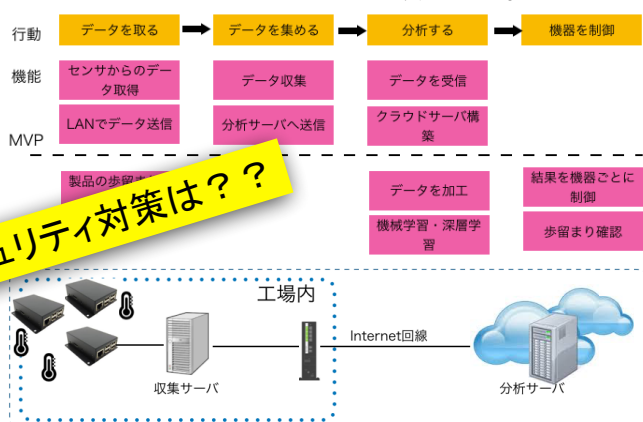 行動
データを取る
データを集める
分析する
機器を制御
機能
センサからのデー
タ取得
データ収集
データを受信
LANでデータ送信
分析サーバへ送信
クラウドサーバ構
築
MVP
製品の歩留
データを加工
結果を機器ごとに
制御
機械学習・深層学
習
歩留まり確認
ュリティ対策は？？
工場内
Internet回線
収集サーバ
分析サーバ